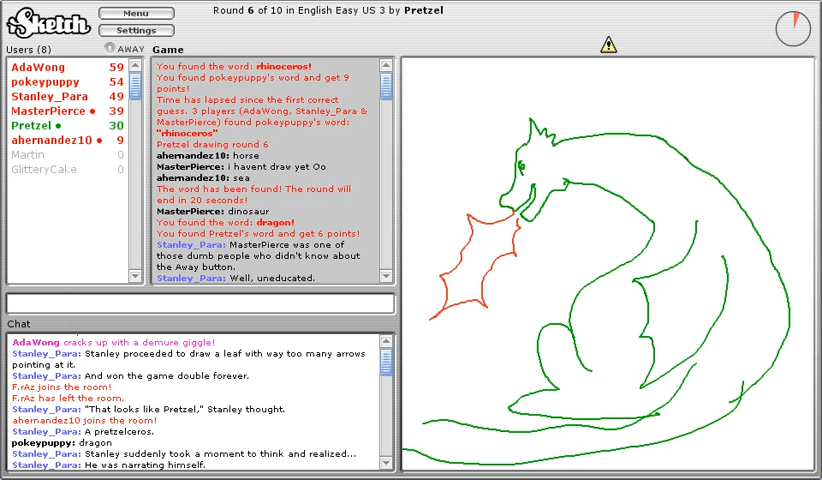 iSketch
Menu
Settings
Round 6 of 10 in English Easy US 3 by Pretzel
Users (8)
AWAY
AdaWong 59
pokeypuppy 54
Stanley_Para 49
MasterPierce 39
Pretzel 30
ahernandez10 9
Martin 0
GlitteryCake 0
Game
You found the word: rhinoceros!
You found pokeypuppy's word and get 9
points!
Time has lapsed since the first correct
guess. 3 players (AdaWong, Stanley_Para &
MasterPierce) found pokeypuppy's word:
"rhinoceros"
Pretzel drawing round 6
ahernandez10: horse
MasterPierce: i havent draw yet Oo
ahernandez10: sea
The word has been found! The round will
end in 20 seconds!
MasterPierce: dinosaur
You found the word: dragon!
You found Pretzel's word and get 6 points!
Stanley_Para: MasterPierce was one of
those dumb people who didn't know about
the Away button.
Stanley_Para: Well, uneducated.
Chat
AdaWong cracks up with a demure giggle!
Stanley_Para: Stanley proceeded to draw a leaf with way too many arrows
pointing at it.
Stanley_Para: And won the game double forever.
F.rAz joins the room!
F.rAz has left the room.
Stanley_Para: "That looks like Pretzel," Stanley thought.
ahernandez10 joins the room!
Stanley_Para: A pretzelceros.
pokeypuppy: dragon
Stanley_Para: Stanley suddenly took a moment to think and realized...
Stanley_Para: He was narrating himself.